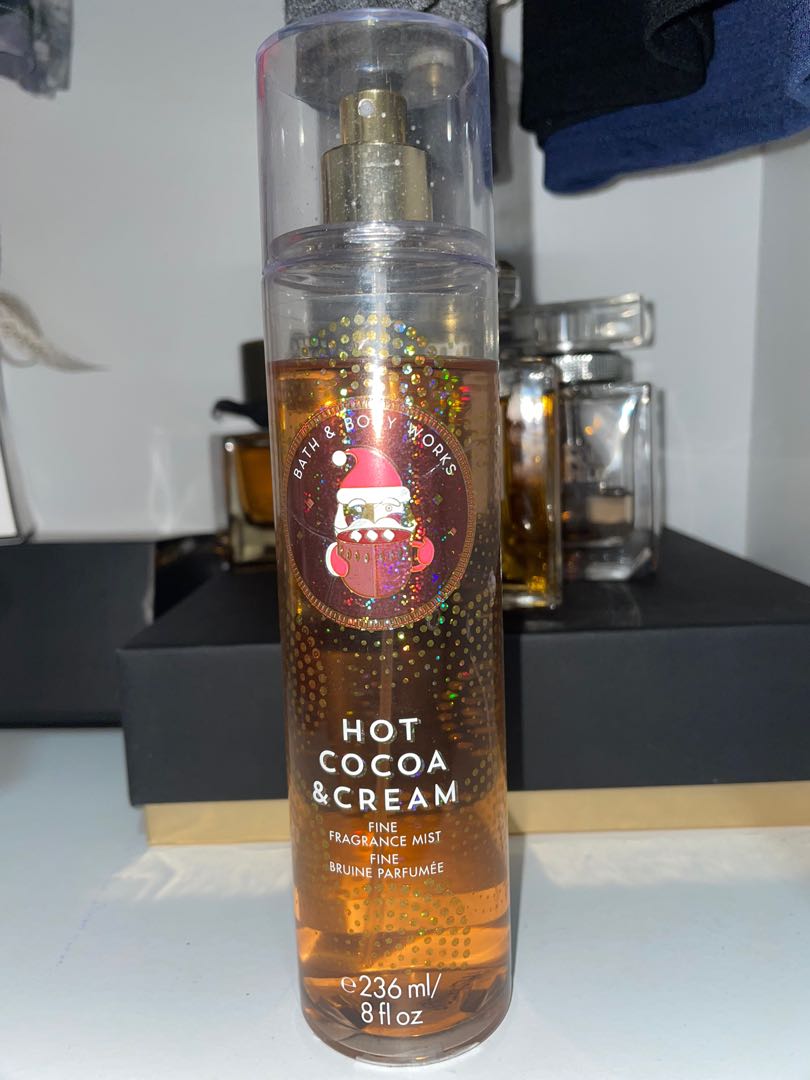 BATH & BODY WORKS
HOT
COCOA
&CREAM
FINE
FRAGRANCE MIST
FINE
BRUINE PARFUMÉE
℮236 ml/
8 fl oz